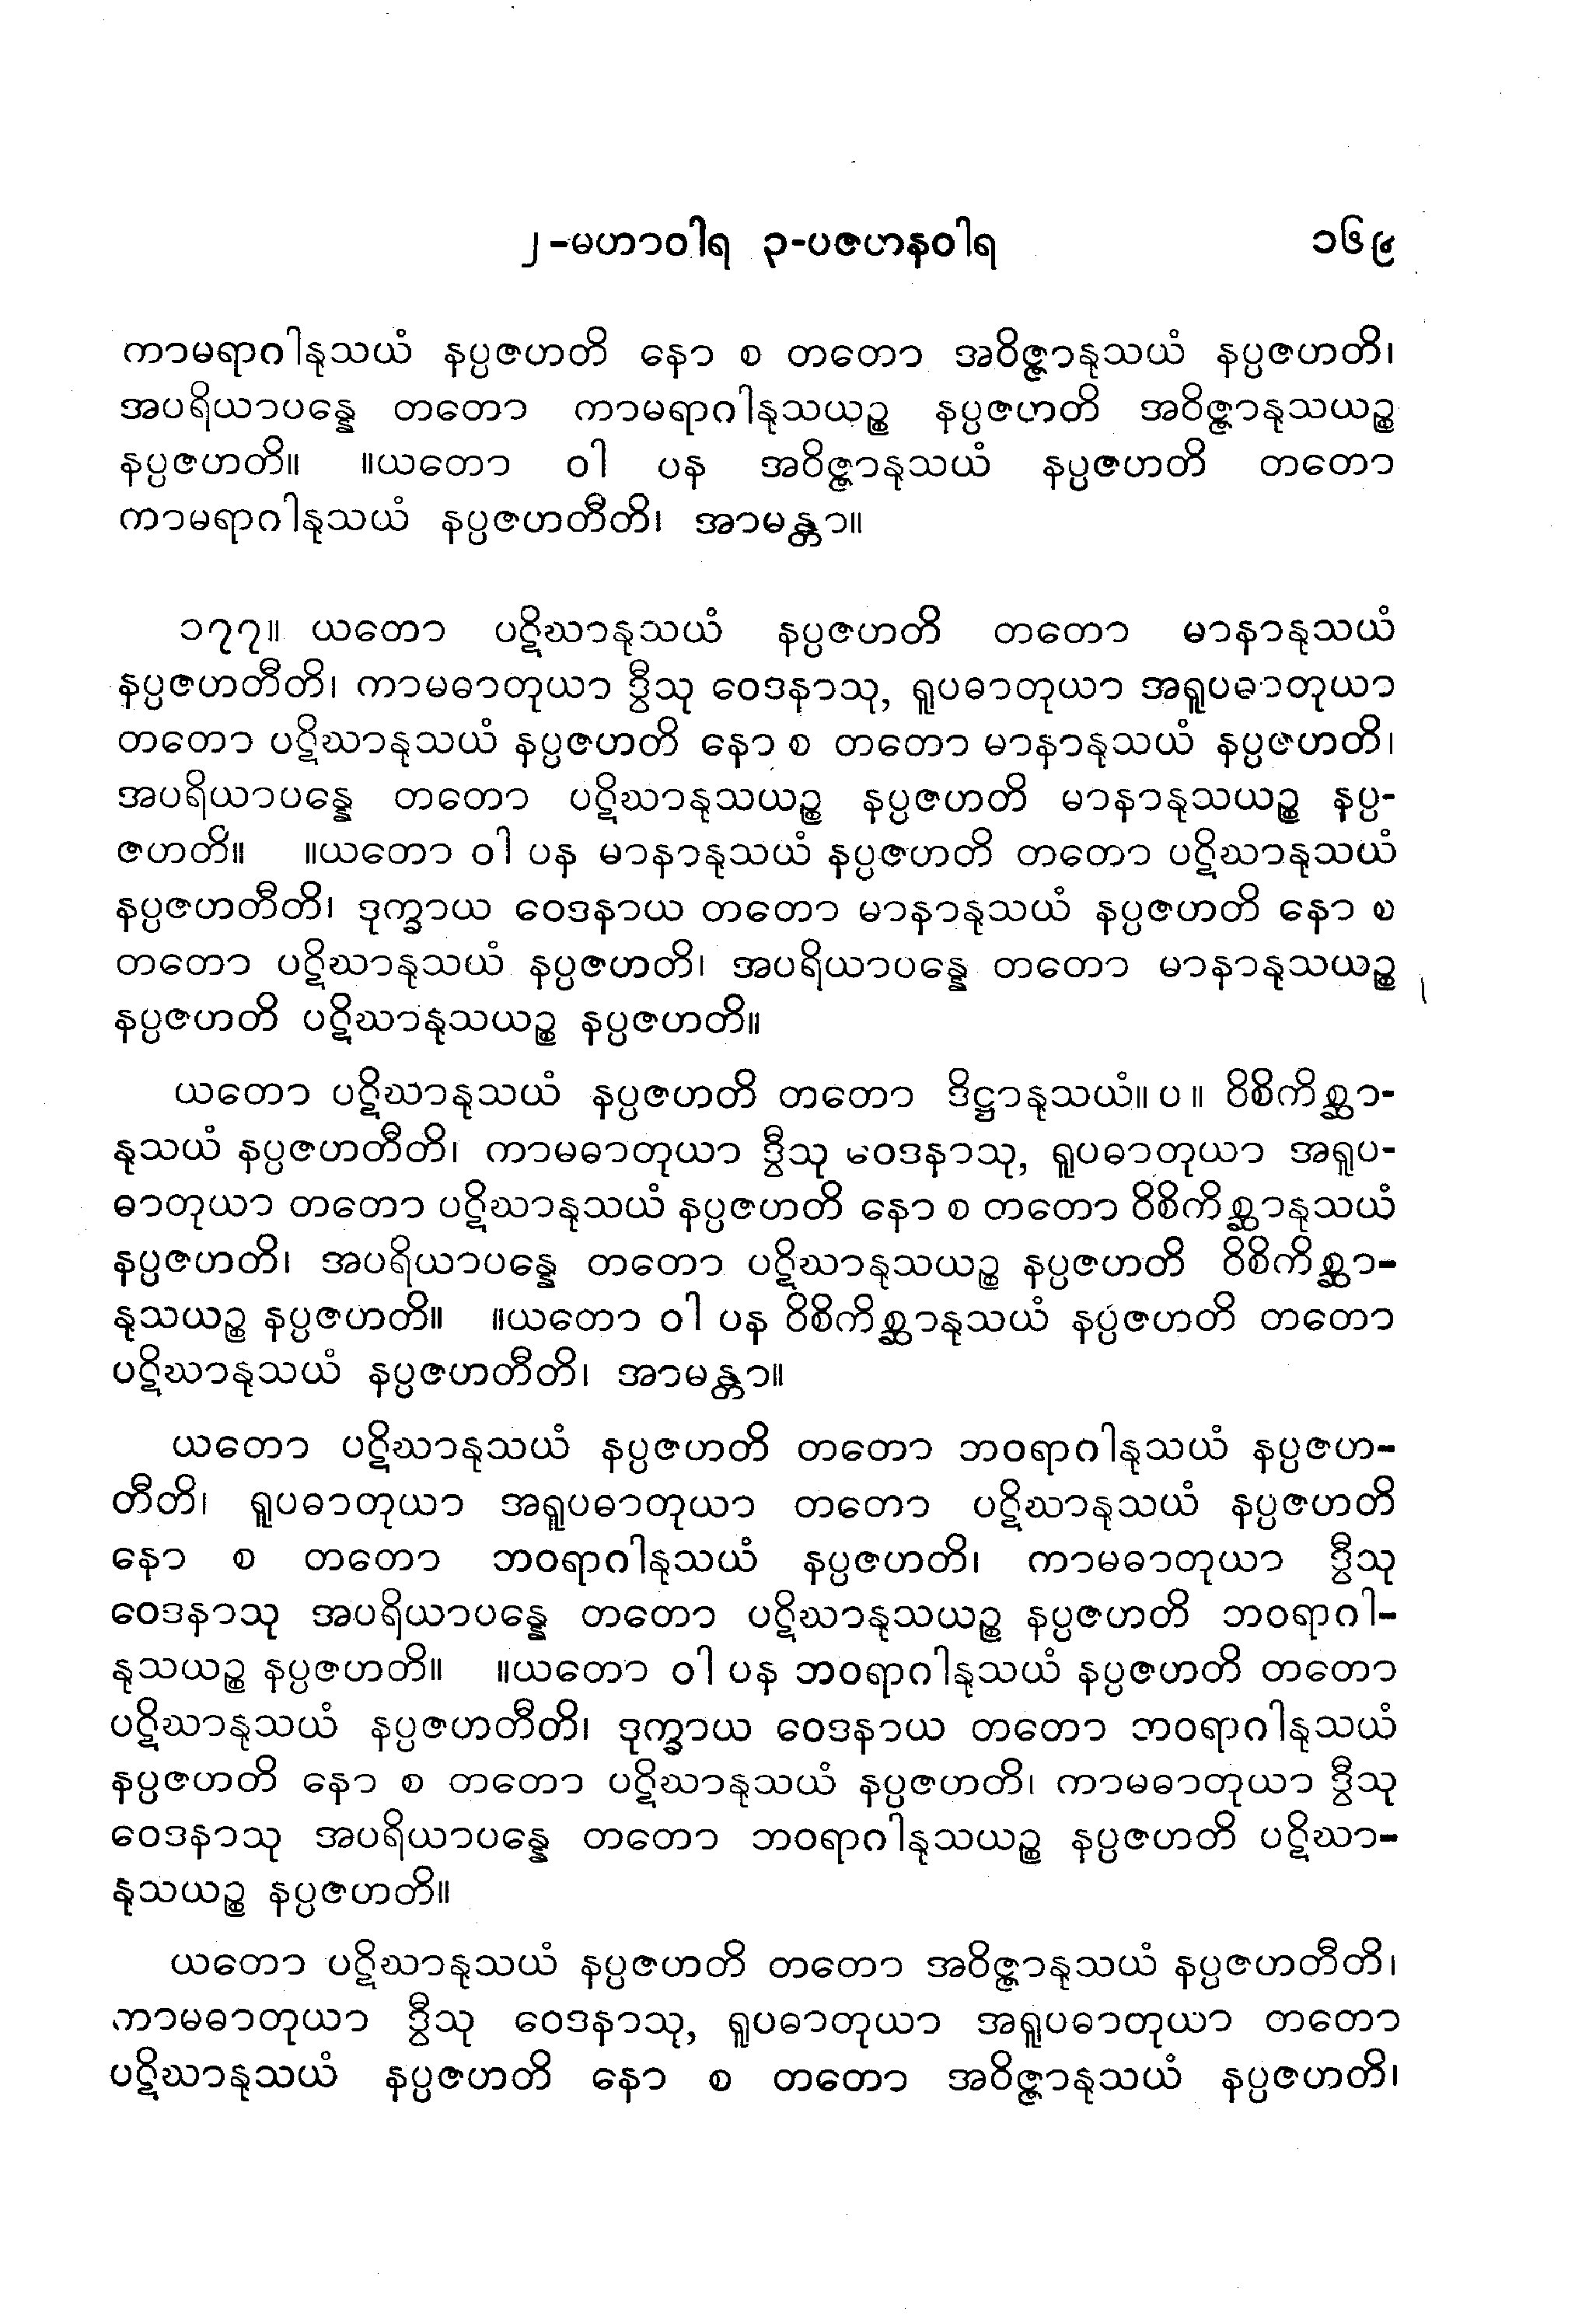 ၂-မဟာဝါရ ၃-ပဇဟနဝါရ ၁၆၉
ကာမရာဂါနုသယံ နပ္ပဇဟတိ နော စ တတော အဝိဇ္ဇာနုသယံ နပ္ပဇဟတိ၊
အပရိယာပန္နေ တတော ကာမရာဂါနုသယဉ္စ နပ္ပဇဟတိ အဝိဇ္ဇာနုသယဉ္စ
နပ္ပဇဟတိ။ ။ယတော ဝါ ပန အဝိဇ္ဇာနုသယံ နပ္ပဇဟတိ တတော
ကာမရာဂါနုသယံ နပ္ပဇဟတီတိ၊ အာမန္တာ။
၁၇၇။ ယတော ပဋိဃာနုသယံ နပ္ပဇဟတိ တတော မာနာနုသယံ
နပ္ပဇဟတီတိ၊ ကာမဓာတုယာ ဒွီသု ဝေဒနာသု, ရူပဓာတုယာ အရူပဓာတုယာ
တတော ပဋိဃာနုသယံ နပ္ပဇဟတိ နော စ တတော မာနာနုသယံ နပ္ပဇဟတိ၊
အပရိယာပန္နေ တတော ပဋိဃာနုသယဉ္စ နပ္ပဇဟတိ မာနာနုသယဉ္စ နပ္ပ-
ဇဟတိ။ ။ယတော ဝါ ပန မာနာနုသယံ နပ္ပဇဟတိ တတော ပဋိဃာနုသယံ
နပ္ပဇဟတီတိ၊ ဒုက္ခာယ ဝေဒနာယ တတော မာနာနုသယံ နပ္ပဇဟတိ နော စ
တတော ပဋိဃာနုသယံ နပ္ပဇဟတိ၊ အပရိယာပန္နေ တတော မာနာနုသယဉ္စ
နပ္ပဇဟတိ ပဋိဃာနုသယဉ္စ နပ္ပဇဟတိ။
ယတော ပဋိဃာနုသယံ နပ္ပဇဟတိ တတော ဒိဋ္ဌာနုသယံ။ ပ ။ ဝိစိကိစ္ဆာ-
နုသယံ နပ္ပဇဟတီတိ၊ ကာမဓာတုယာ ဒွီသု ဝေဒနာသု, ရူပဓာတုယာ အရူပ-
ဓာတုယာ တတော ပဋိဃာနုသယံ နပ္ပဇဟတိ နော စ တတော ဝိစိကိစ္ဆာနုသယံ
နပ္ပဇဟတိ၊ အပရိယာပန္နေ တတော ပဋိဃာနုသယဉ္စ နပ္ပဇဟတိ ဝိစိကိစ္ဆာ-
နုသယဉ္စ နပ္ပဇဟတိ။ ။ယတော ဝါ ပန ဝိစိကိစ္ဆာနုသယံ နပ္ပဇဟတိ တတော
ပဋိဃာနုသယံ နပ္ပဇဟတီတိ၊ အာမန္တာ။
ယတော ပဋိဃာနုသယံ နပ္ပဇဟတိ တတော ဘဝရာဂါနုသယံ နပ္ပဇဟ-
တီတိ၊ ရူပဓာတုယာ အရူပဓာတုယာ တတော ပဋိဃာနုသယံ နပ္ပဇဟတိ
နော စ တတော ဘဝရာဂါနုသယံ နပ္ပဇဟတိ၊ ကာမဓာတုယာ ဒွီသု
ဝေဒနာသု အပရိယာပန္နေ တတော ပဋိဃာနုသယဉ္စ နပ္ပဇဟတိ ဘဝရာဂါ-
နုသယဉ္စ နပ္ပဇဟတိ။ ။ယတော ဝါ ပန ဘဝရာဂါနုသယံ နပ္ပဇဟတိ တတော
ပဋိဃာနုသယံ နပ္ပဇဟတီတိ၊ ဒုက္ခာယ ဝေဒနာယ တတော ဘဝရာဂါနုသယံ
နပ္ပဇဟတိ နော စ တတော ပဋိဃာနုသယံ နပ္ပဇဟတိ၊ ကာမဓာတုယာ ဒွီသု
ဝေဒနာသု အပရိယာပန္နေ တတော ဘဝရာဂါနုသယဉ္စ နပ္ပဇဟတိ ပဋိဃာ-
နုသယဉ္စ နပ္ပဇဟတိ။
ယတော ပဋိဃာနုသယံ နပ္ပဇဟတိ တတော အဝိဇ္ဇာနုသယံ နပ္ပဇဟတီတိ၊
ကာမဓာတုယာ ဒွီသု ဝေဒနာသု, ရူပဓာတုယာ အရူပဓာတုယာ တတော
ပဋိဃာနုသယံ နပ္ပဇဟတိ နော စ တတော အဝိဇ္ဇာနုသယံ နပ္ပဇဟတိ၊